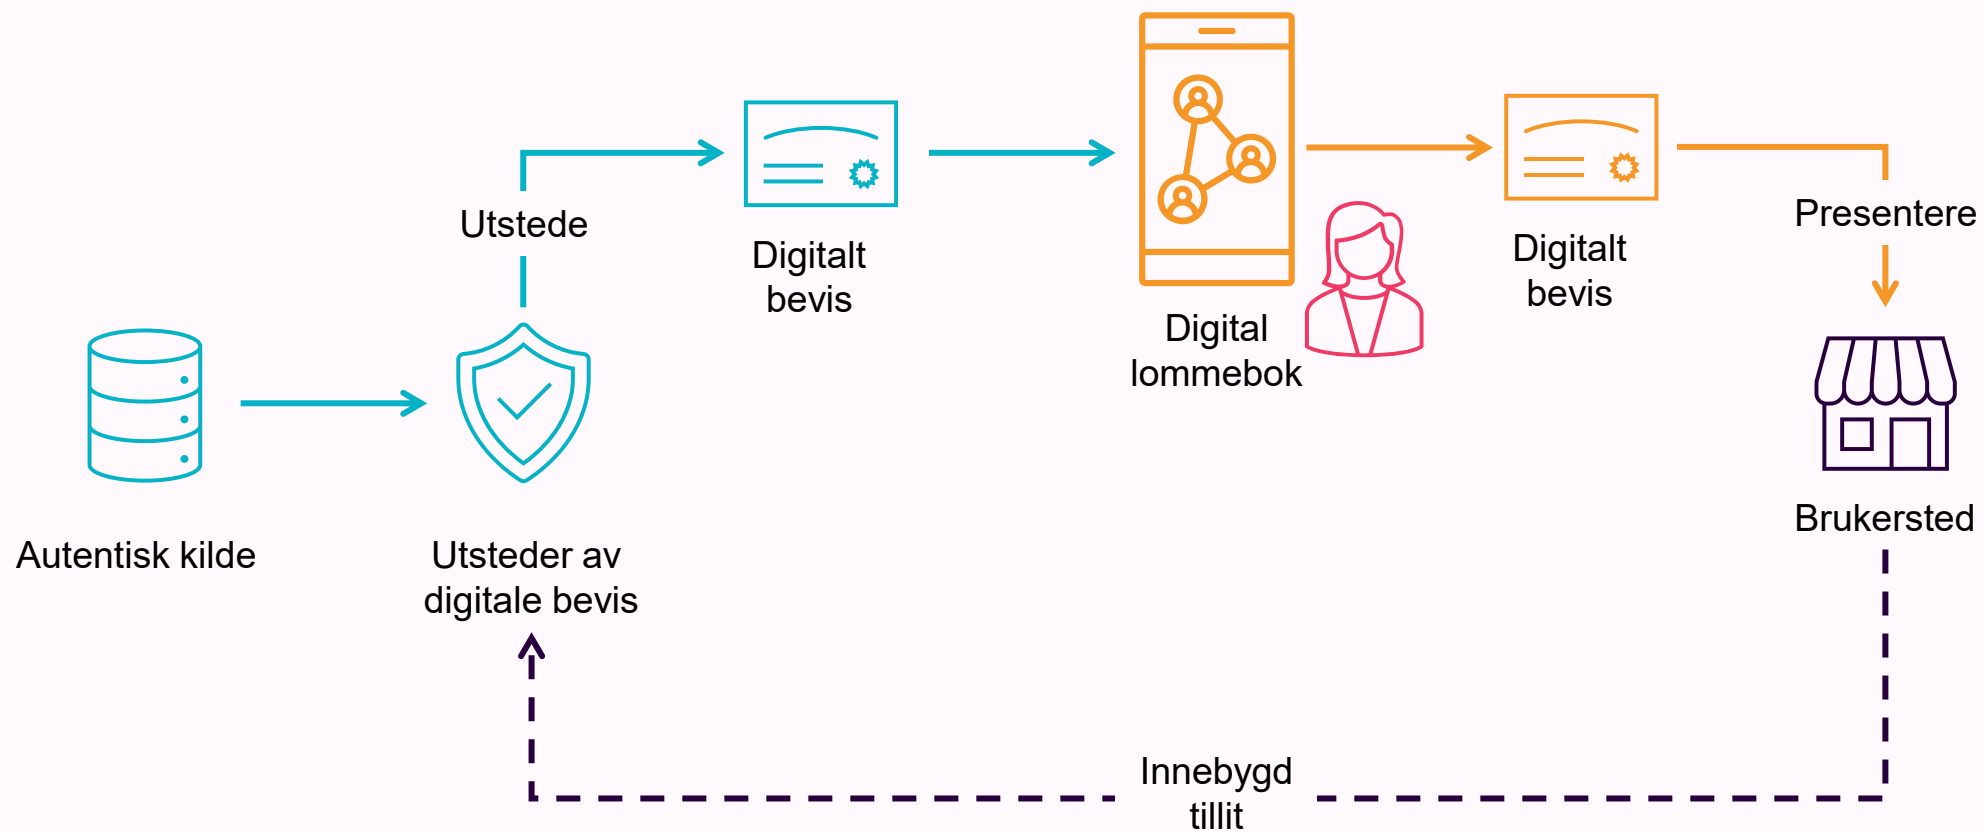 Utstede
Digitalt
bevis
Digital
lommebok
Digitalt
bevis
Presentere
Autentisk kilde
Utsteder av
digitale bevis
Brukersted
Innebygd
tillit